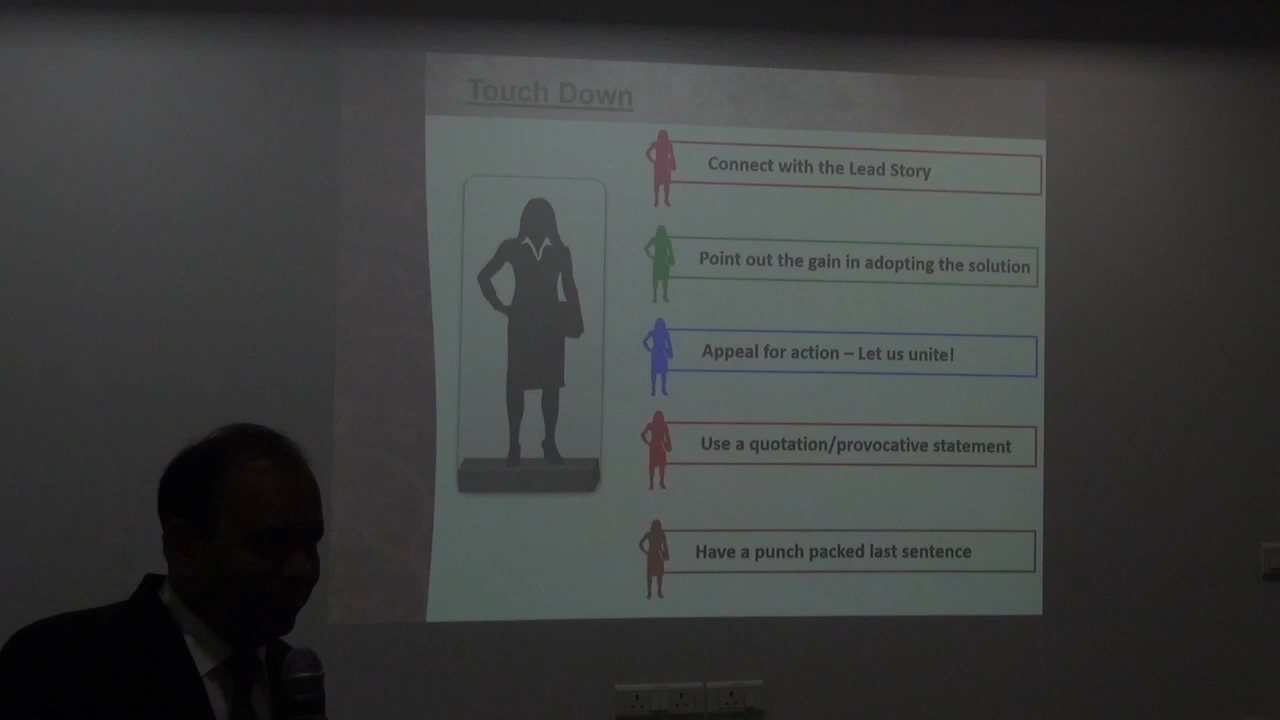 Touch Down
Connect with the Lead Story
Point out the gain in adopting the solution
Appeal for action – Let us unite!
Use a quotation/provocative statement
Have a punch packed last sentence